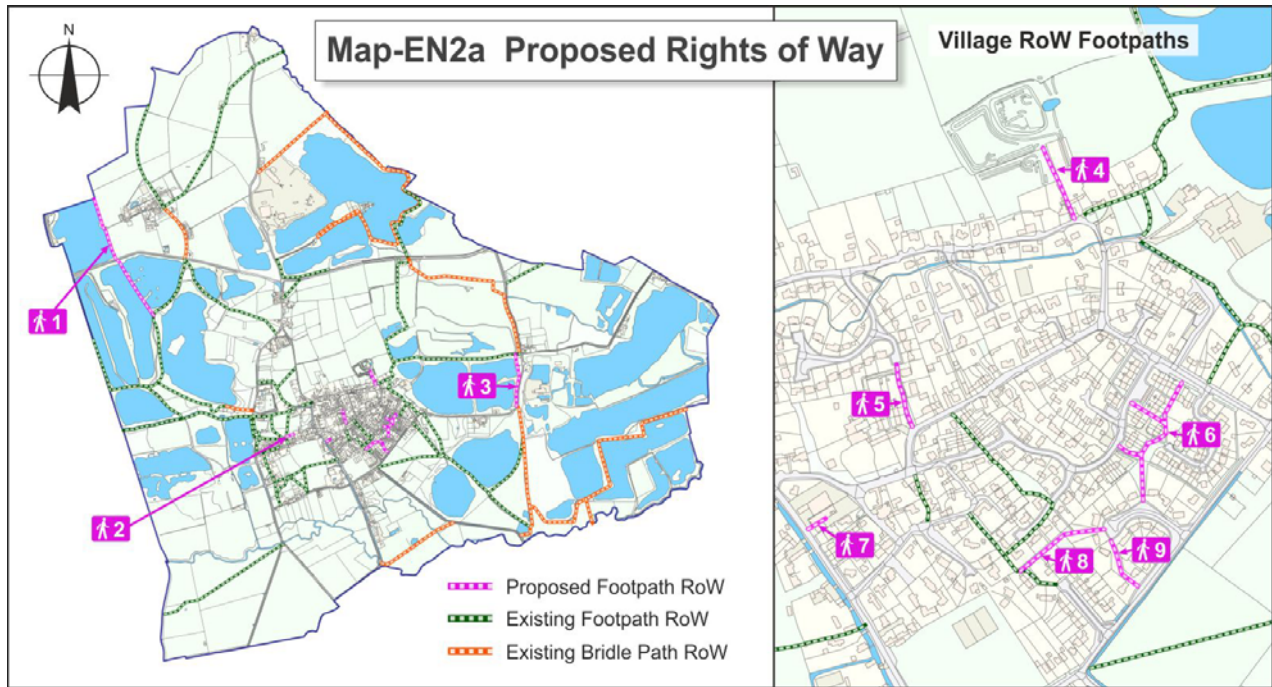 Map-EN2a Proposed Rights of Way
N
1
2
3
Proposed Footpath RoW
Existing Footpath RoW
Existing Bridle Path RoW
Village RoW Footpaths
4
5
6
7
8
9